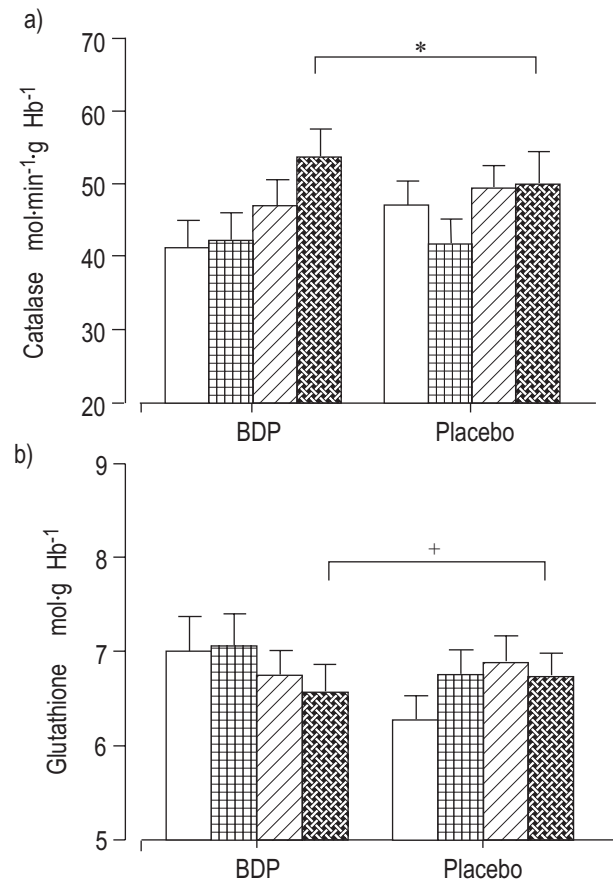 a)
70
60
50
40
30
20
Catalase mol·min⁻¹·g Hb⁻¹
*
BDP Placebo
b)
9
8
7
6
5
Glutathione mol·g Hb⁻¹
+
BDP Placebo